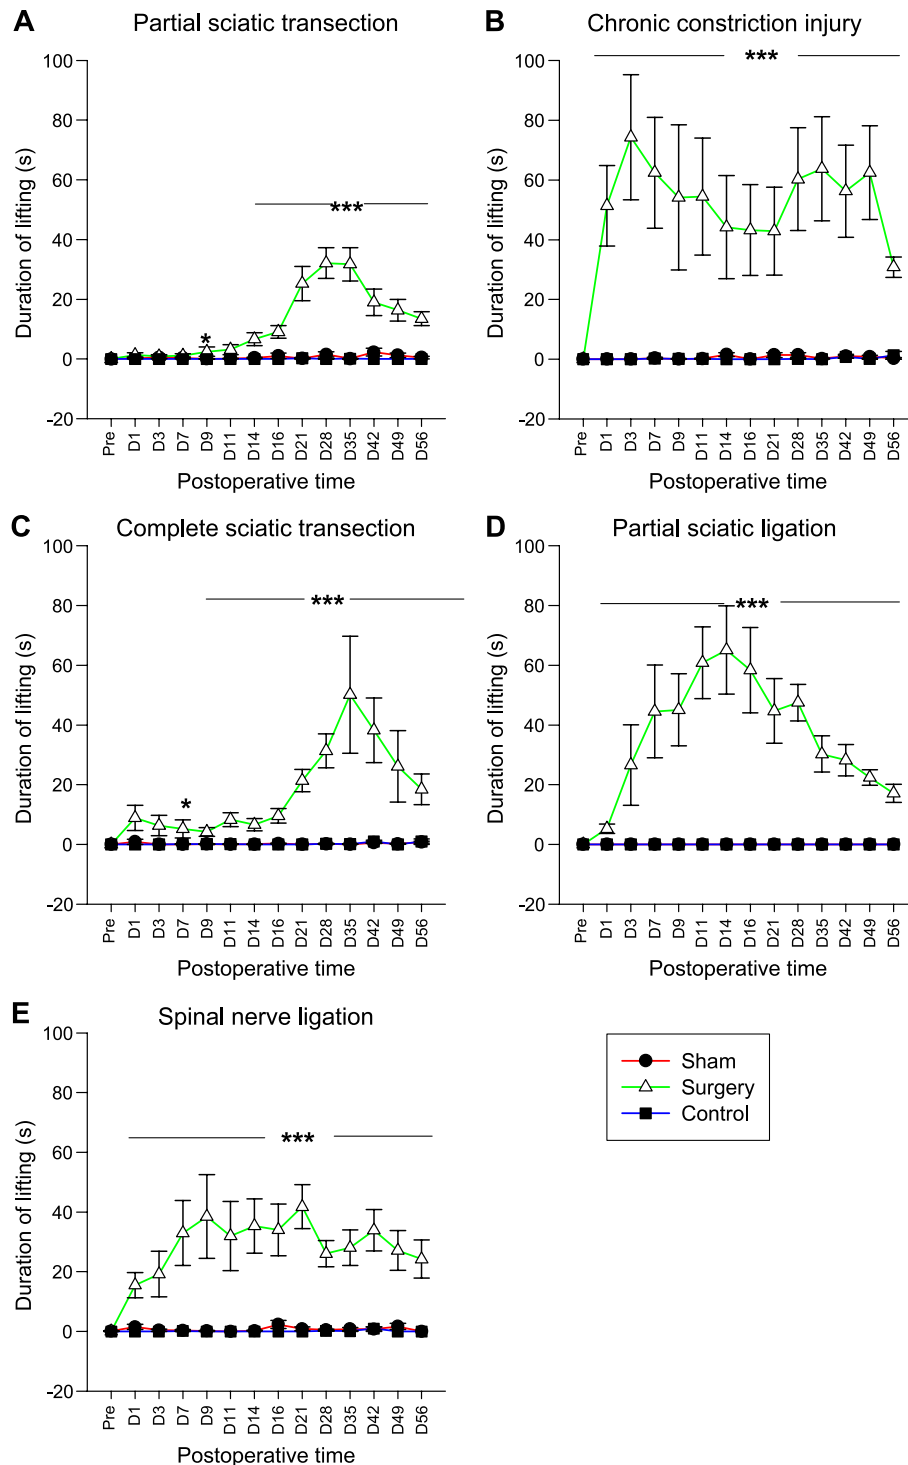 A Partial sciatic transection
Duration of lifting (s)
100
80
60
40
20
0
-20
***
*
Pre D1 D3 D7 D9 D11 D14 D16 D21 D28 D35 D42 D49 D56
Postoperative time
B Chronic constriction injury
Duration of lifting (s)
100
80
60
40
20
0
-20
***
Pre D1 D3 D7 D9 D11 D14 D16 D21 D28 D35 D42 D49 D56
Postoperative time
C Complete sciatic transection
Duration of lifting (s)
100
80
60
40
20
0
-20
***
*
Pre D1 D3 D7 D9 D11 D14 D16 D21 D28 D35 D42 D49 D56
Postoperative time
D Partial sciatic ligation
Duration of lifting (s)
100
80
60
40
20
0
-20
***
Pre D1 D3 D7 D9 D11 D14 D16 D21 D28 D35 D42 D49 D56
Postoperative time
E Spinal nerve ligation
Duration of lifting (s)
100
80
60
40
20
0
-20
***
Pre D1 D3 D7 D9 D11 D14 D16 D21 D28 D35 D42 D49 D56
Postoperative time
Sham
Surgery
Control